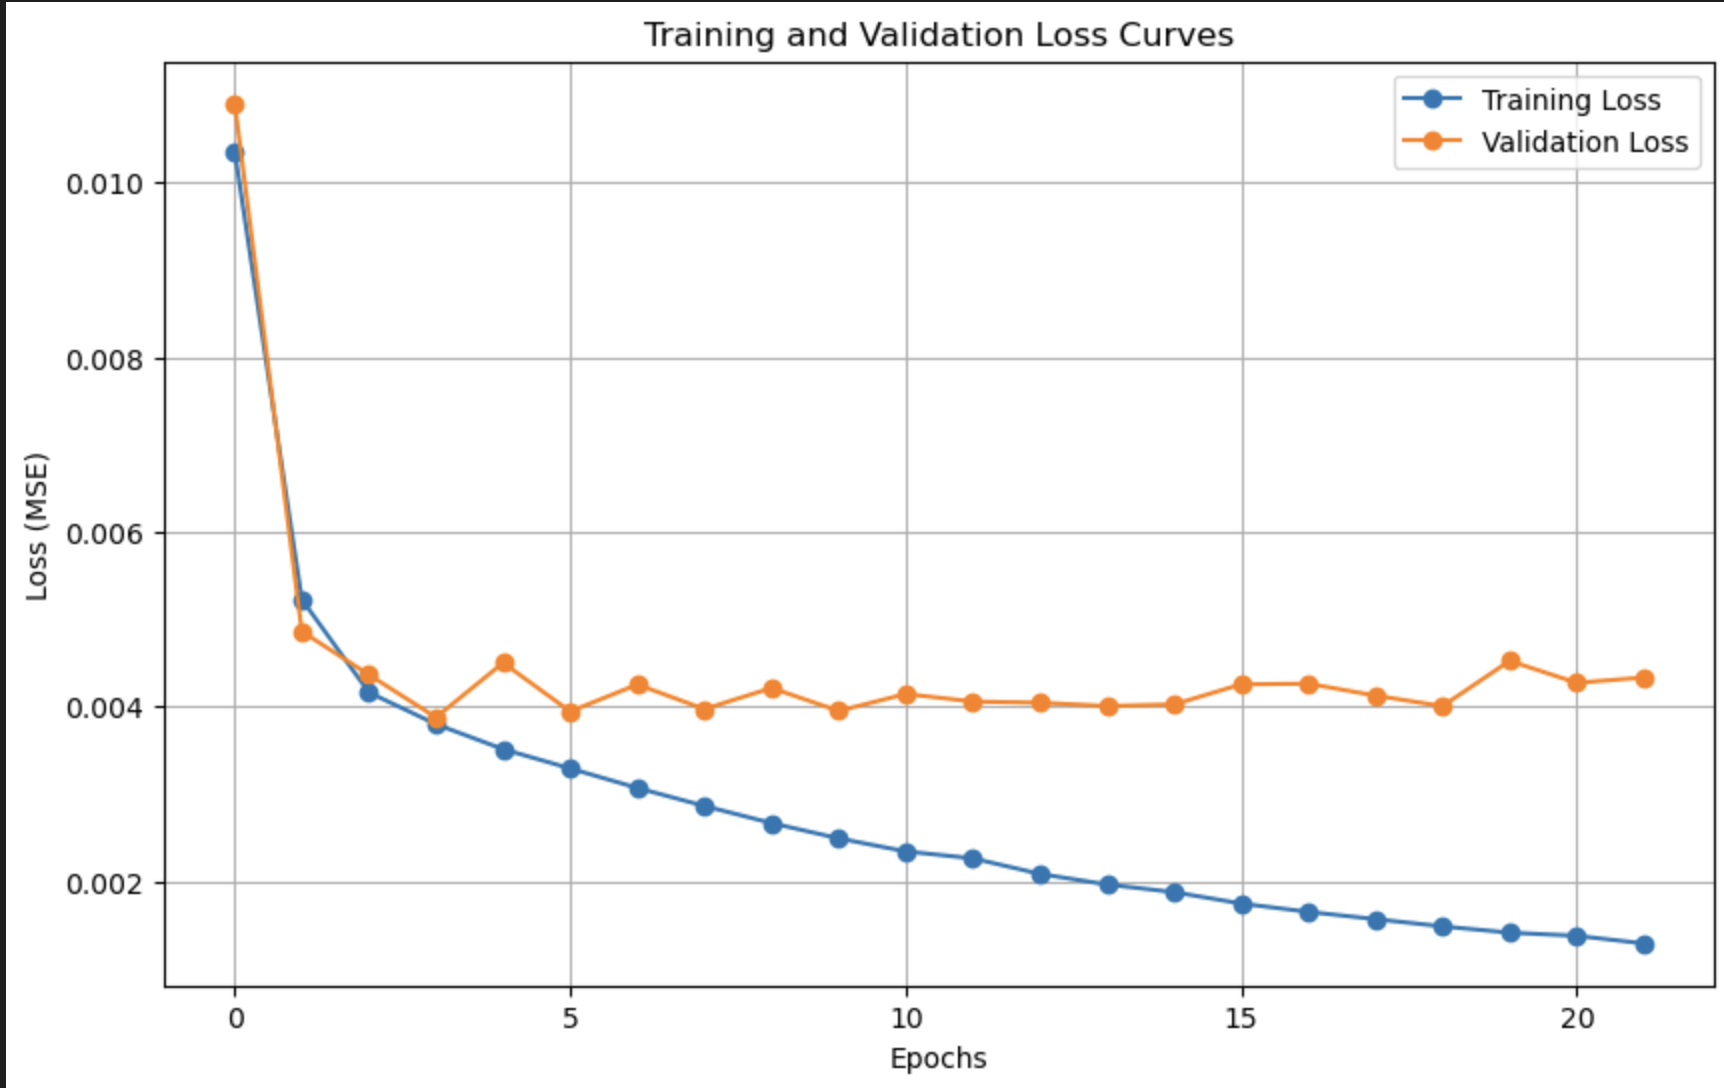 Training and Validation Loss Curves
Training Loss
Validation Loss
0.010
0.008
0.006
0.004
0.002
Loss (MSE)
0 5 10 15 20
Epochs